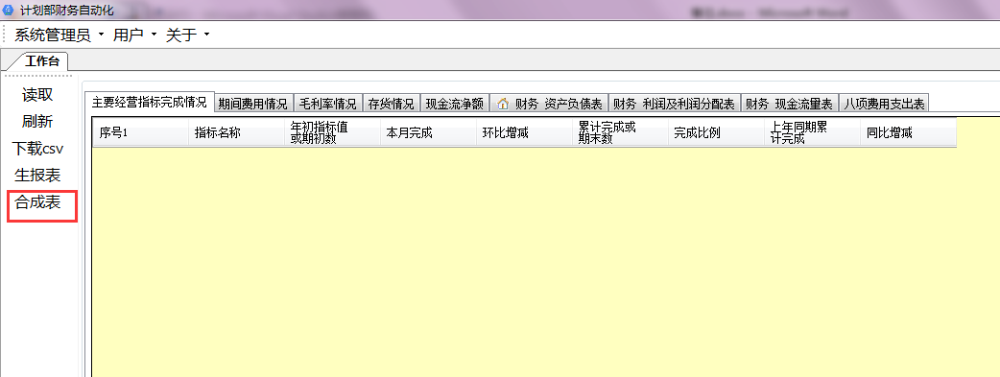 计划部财务自动化
系统管理员 用户 关于
工作台
读取
刷新
下载csv
生报表
合成表
主要经营指标完成情况 期间费用情况 毛利率情况 存货情况 现金流净额 财务 资产负债表 财务 利润及利润分配表 财务 现金流量表 八项费用支出表
序号1 指标名称 年初指标值或期初数 本月完成 环比增减 累计完成或期末数 完成比例 上年同期累计完成 同比增减